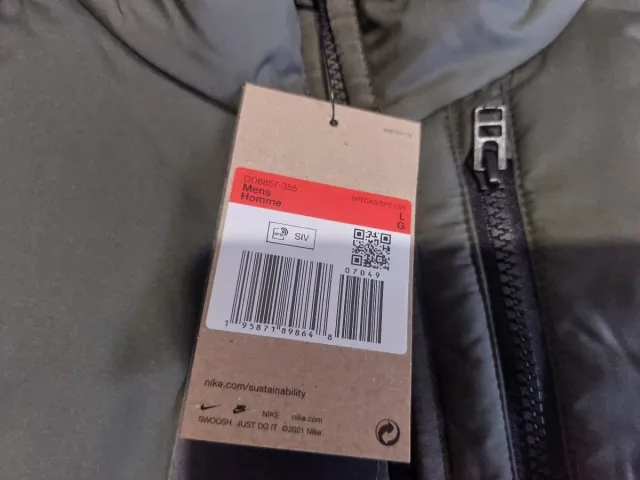 DD6857-355
Mens
Homme
L
G
SIV
07049
1 95871 89864 8
nike.com/sustainability
NIKE nike.com
SWOOSH JUST DO IT ©2021 Nike